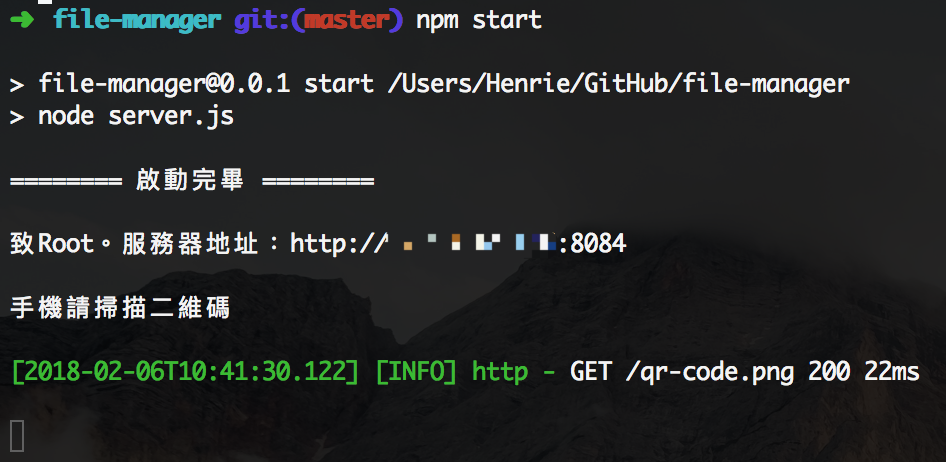 ➜ file-manager git:(master) npm start
> file-manager@0.0.1 start /Users/Henrie/GitHub/file-manager
> node server.js
======== 啟動完畢 ========
致Root。服務器地址：http:// :8084
手機請掃描二維碼
[2018-02-06T10:41:30.122] [INFO] http - GET /qr-code.png 200 22ms